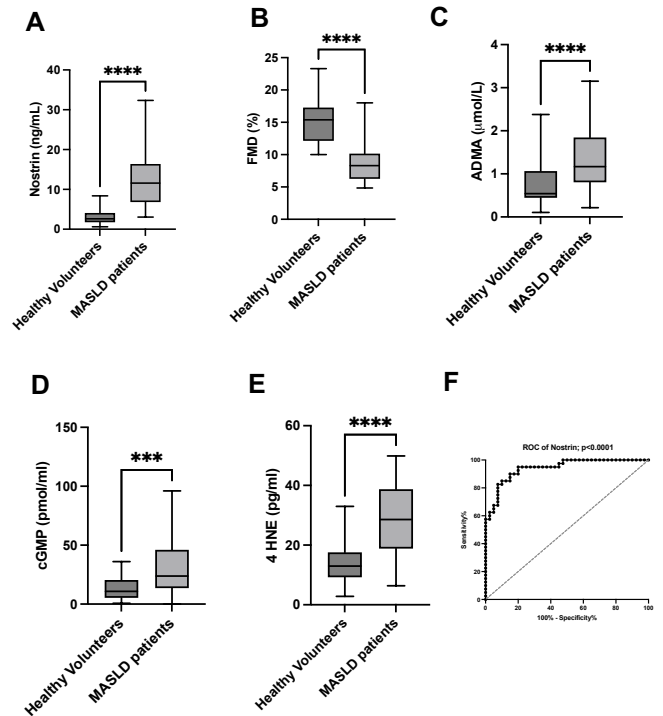 A
Nostrin (ng/mL)
40
30
20
10
0
****
Healthy Volunteers
MASLD patients
B
FMD (%)
25
20
15
10
5
0
****
Healthy Volunteers
MASLD patients
C
ADMA (μmol/L)
4
3
2
1
0
****
Healthy Volunteers
MASLD patients
D
cGMP (pmol/ml)
150
100
50
0
***
Healthy Volunteers
MASLD patients
E
4 HNE (pg/ml)
60
40
20
0
****
Healthy Volunteers
MASLD patients
F
ROC of Nostrin; p<0.0001
Sensitivity%
100
80
60
40
20
0
0 20 40 60 80 100
100% - Specificity%